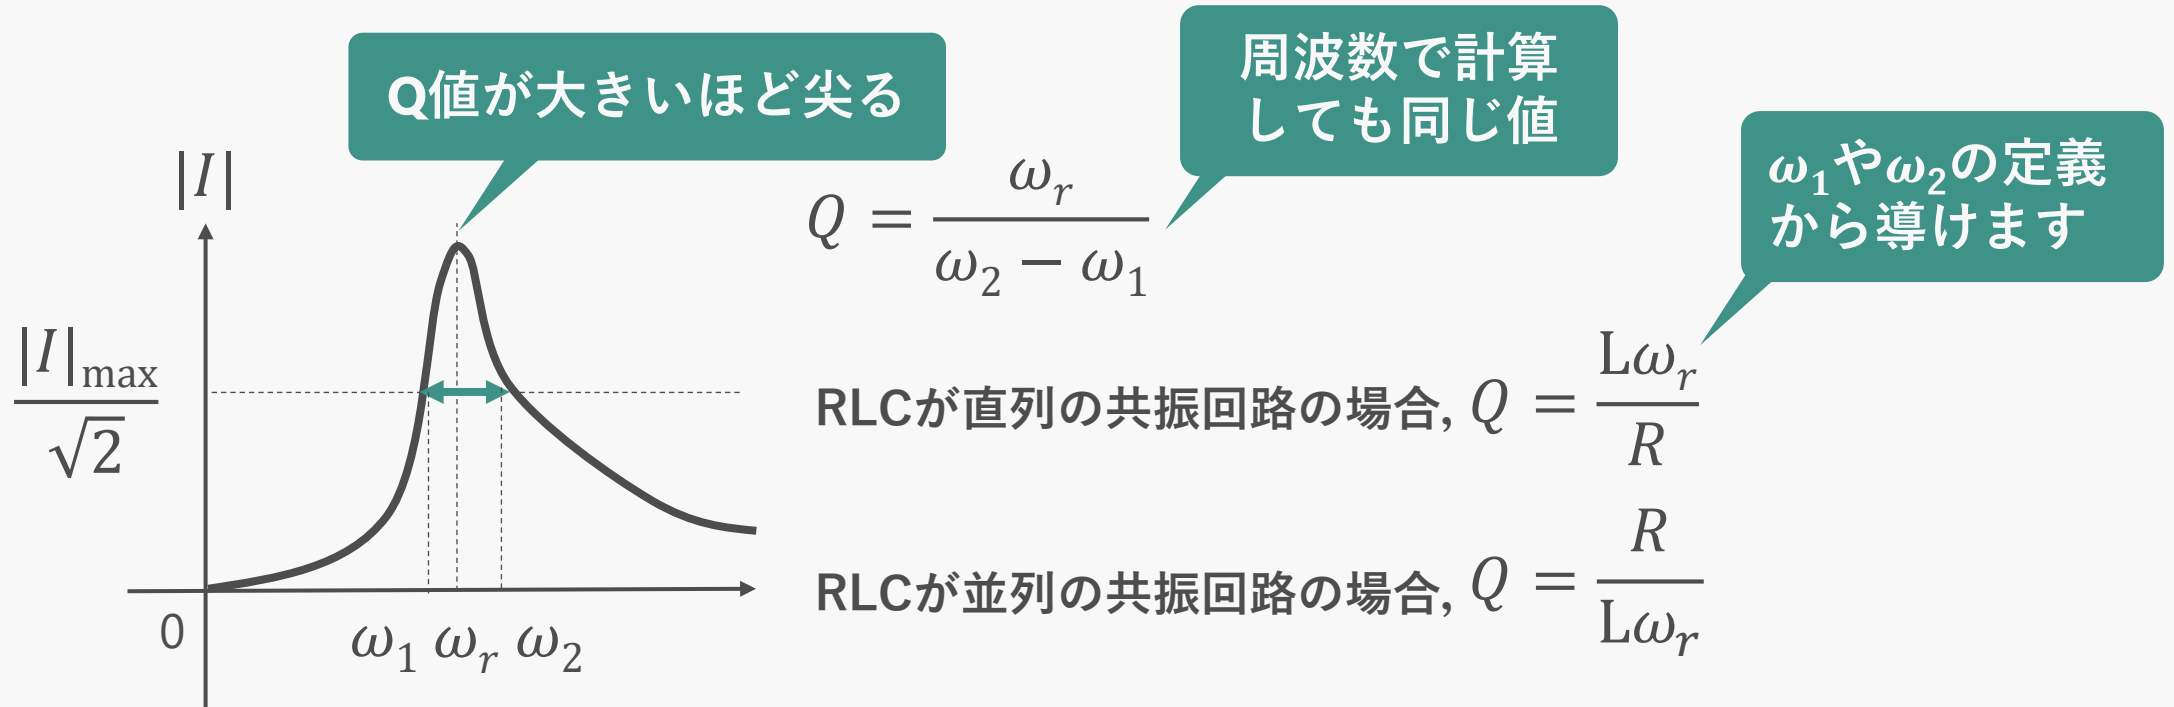 Q値が大きいほど尖る
周波数で計算
しても同じ値
ω₁やω₂の定義
から導けます
|I|
|I|max
√2
0
ω₁ ωᵣ ω₂
Q = ωᵣ / (ω₂ − ω₁)
RLCが直列の共振回路の場合, Q = Lωᵣ / R
RLCが並列の共振回路の場合, Q = R / Lωᵣ